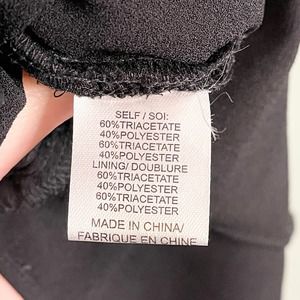 SELF / SOI:
60%TRIACETATE
40%POLYESTER
60%TRIACETATE
40%POLYESTER
LINING/ DOUBLURE
60%TRIACETATE
40%POLYESTER
60%TRIACETATE
40%POLYESTER
MADE IN CHINA/
FABRIQUE EN CHINE